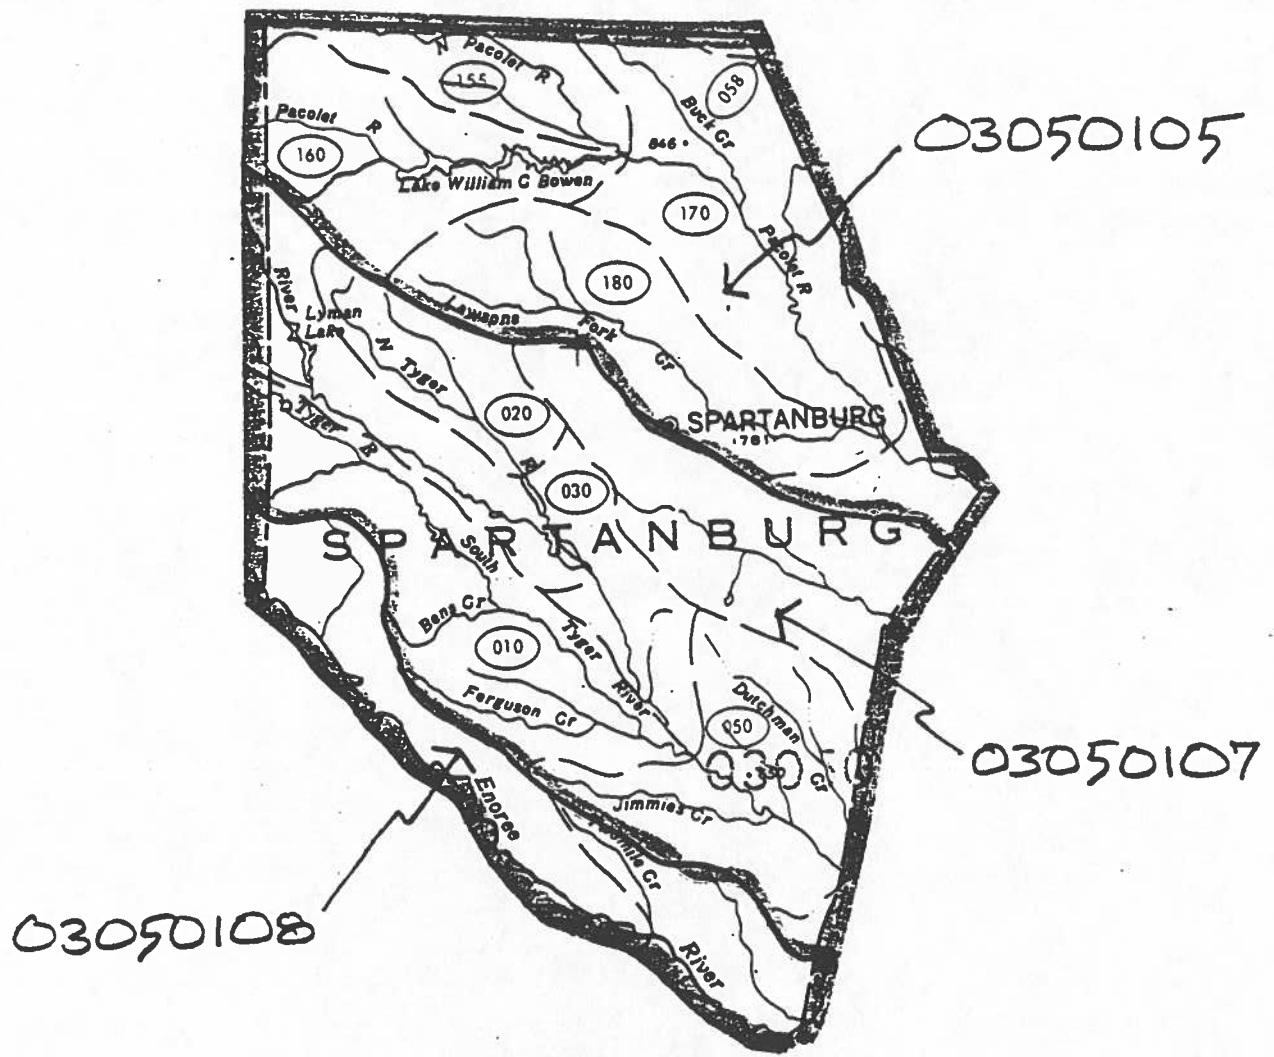 N Pacolet R
155
058
Buck Cr
03050105
Pacolet R
846
160
Lake William C Bowen
170
Pacolet R
180
River
Lyman
Lake
Lawsons Fork Cr
N Tyger R
020
SPARTANBURG
781
Tyger R
030
SPARTANBURG
South Tyger River
Bens Cr
010
Ferguson Cr
Dutchman Cr
050
03050107
Jimmies Cr
Enoree River
03050108